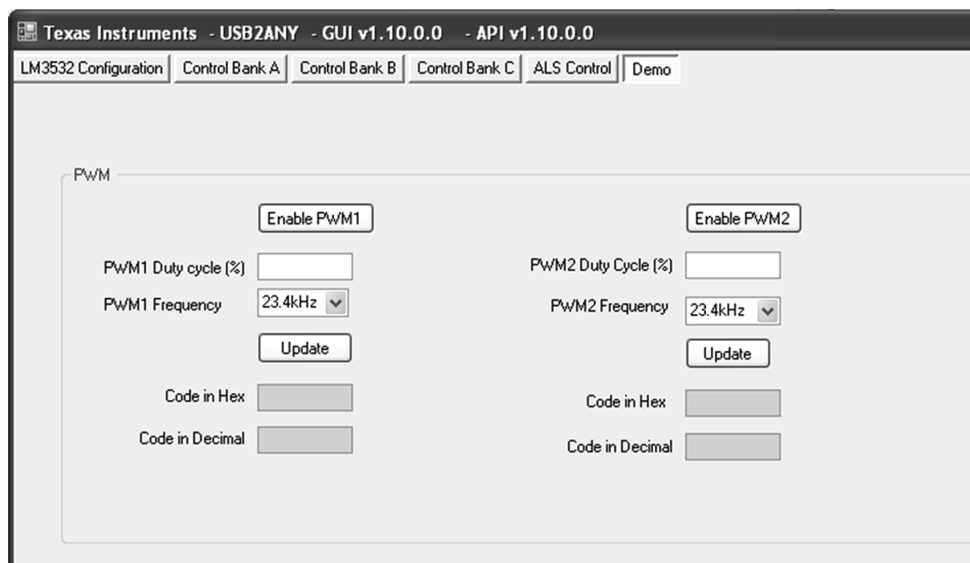 Texas Instruments - USB2ANY - GUI v1.10.0.0 - API v1.10.0.0
LM3532 Configuration Control Bank A Control Bank B Control Bank C ALS Control Demo
PWM
Enable PWM1 Enable PWM2
PWM1 Duty cycle (%) PWM2 Duty Cycle (%)
PWM1 Frequency 23.4kHz PWM2 Frequency 23.4kHz
Update Update
Code in Hex Code in Hex
Code in Decimal Code in Decimal